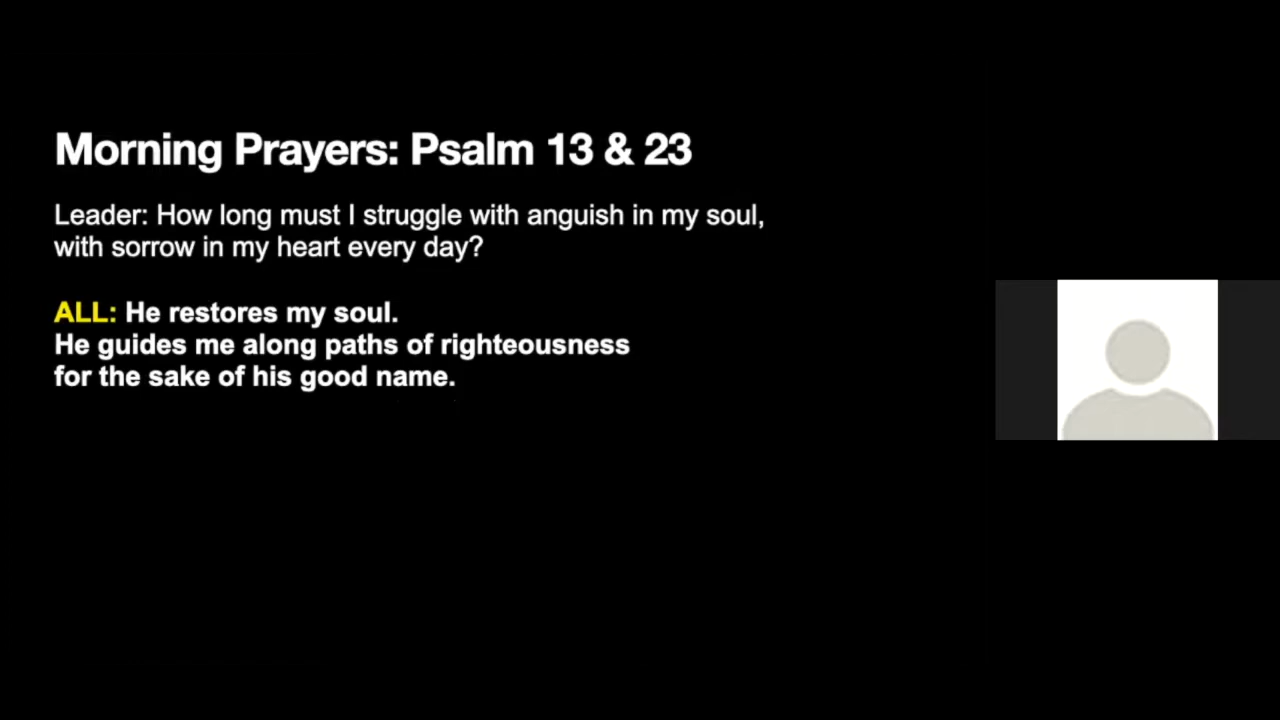 Morning Prayers: Psalm 13 & 23
Leader: How long must I struggle with anguish in my soul,
with sorrow in my heart every day?
ALL: He restores my soul.
He guides me along paths of righteousness
for the sake of his good name.